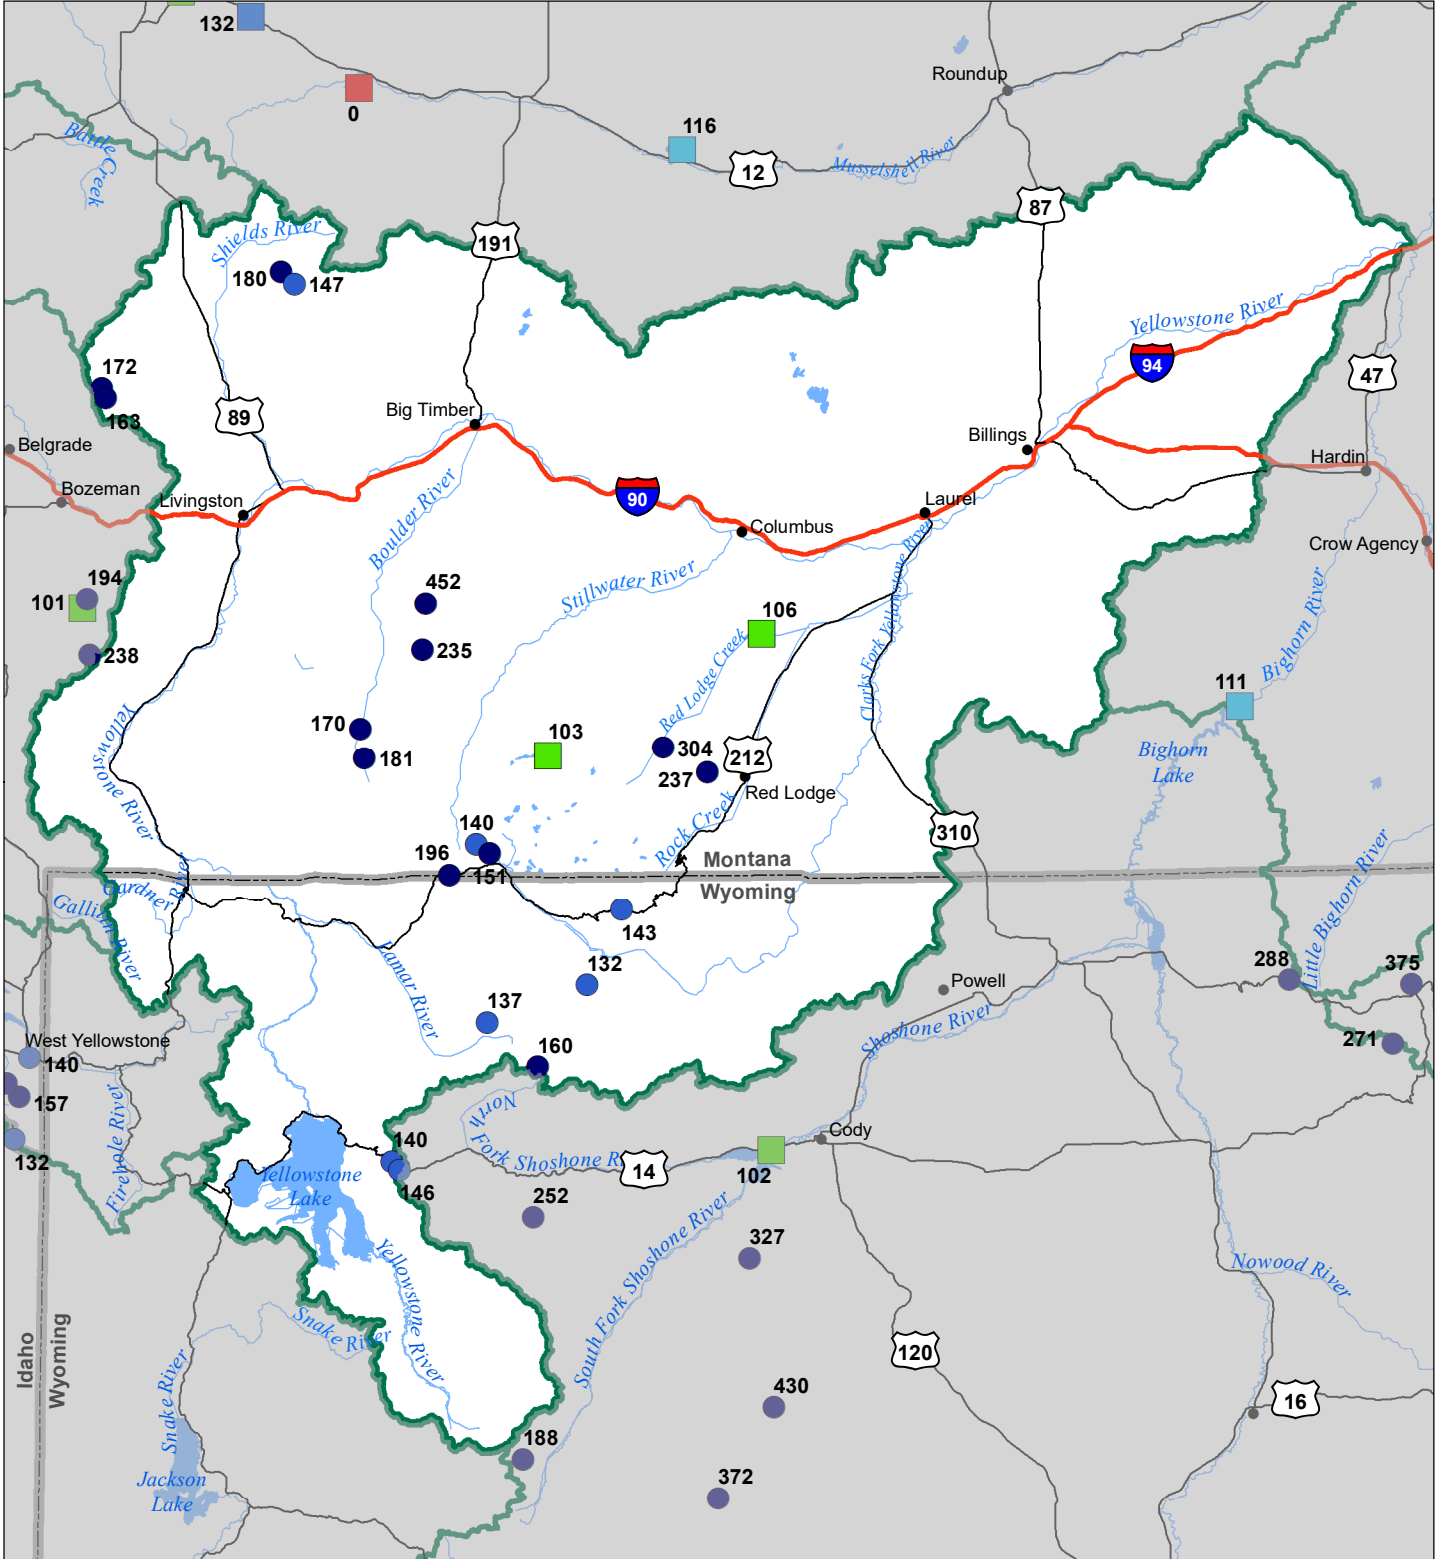 132
0
Roundup
116
12
Musselshell River
Battle
Creek
87
191
Shields River
180
147
Yellowstone River
94
47
172
163
89
Big Timber
Belgrade
Billings
Hardin
Bozeman
Livingston
90
Laurel
Columbus
Crow Agency
Boulder River
Stillwater River
Clarks Fork Yellowstone River
194
101
452
106
Bighorn River
238
235
Red Lodge Creek
111
170
181
103
304
237
212
Red Lodge
Bighorn
Lake
Yellowstone River
140
Rock Creek
310
196
151
Montana
Wyoming
Little Bighorn River
Gardner River
Gallatin River
143
Lamar River
132
137
Powell
288
375
Shoshone River
271
West Yellowstone
140
160
157
Firehole River
North
Fork Shoshone R
132
140
146
14
102
Cody
Yellowstone
Lake
252
327
South Fork Shoshone River
Nowood River
Yellowstone River
Snake River
Idaho
Wyoming
120
16
430
Snake River
188
372
Jackson
Lake